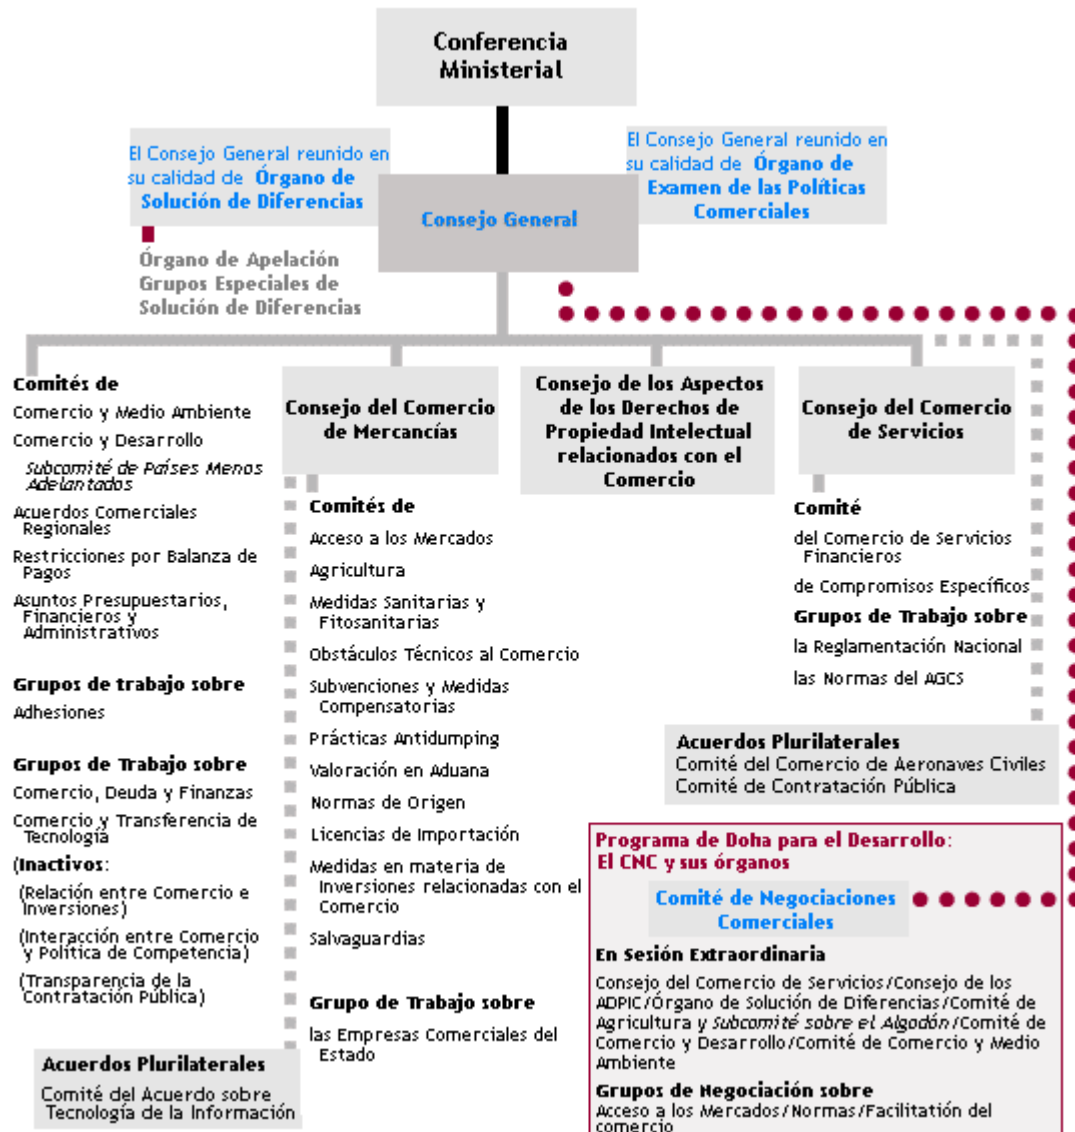 Conferencia
Ministerial
El Consejo General reunido en
su calidad de Órgano de
Solución de Diferencias
El Consejo General reunido en
su calidad de Órgano de
Examen de las Políticas
Comerciales
Consejo General
Órgano de Apelación
Grupos Especiales de
Solución de Diferencias
Comités de
Comercio y Medio Ambiente
Comercio y Desarrollo
Subcomité de Países Menos
Adelantados
Acuerdos Comerciales
Regionales
Restricciones por Balanza de
Pagos
Asuntos Presupuestarios,
Financieros y
Administrativos
Grupos de trabajo sobre
Adhesiones
Grupos de Trabajo sobre
Comercio, Deuda y Finanzas
Comercio y Transferencia de
Tecnología
(Inactivos:
(Relación entre Comercio e
Inversiones)
(Interacción entre Comercio
y Política de Competencia)
(Transparencia de la
Contratación Pública)
Acuerdos Plurilaterales
Comité del Acuerdo sobre
Tecnología de la Información
Consejo del Comercio
de Mercancías
Comités de
Acceso a los Mercados
Agricultura
Medidas Sanitarias y
Fitosanitarias
Obstáculos Técnicos al Comercio
Subvenciones y Medidas
Compensatorias
Prácticas Antidumping
Valoración en Aduana
Normas de Origen
Licencias de Importación
Medidas en materia de
Inversiones relacionadas con el
Comercio
Salvaguardias
Grupo de Trabajo sobre
las Empresas Comerciales del
Estado
Consejo de los Aspectos
de los Derechos de
Propiedad Intelectual
relacionados con el
Comercio
Consejo del Comercio
de Servicios
Comité
del Comercio de Servicios
Financieros
de Compromisos Específicos
Grupos de Trabajo sobre
la Reglamentación Nacional
las Normas del AGCS
Acuerdos Plurilaterales
Comité del Comercio de Aeronaves Civiles
Comité de Contratación Pública
Programa de Doha para el Desarrollo:
El CNC y sus órganos
Comité de Negociaciones
Comerciales
En Sesión Extraordinaria
Consejo del Comercio de Servicios/Consejo de los
ADPIC/Órgano de Solución de Diferencias/Comité de
Agricultura y Subcomité sobre el Algodón/Comité de
Comercio y Desarrollo/Comité de Comercio y Medio
Ambiente
Grupos de Negociación sobre
Acceso a los Mercados/Normas/Facilitatión del
comercio